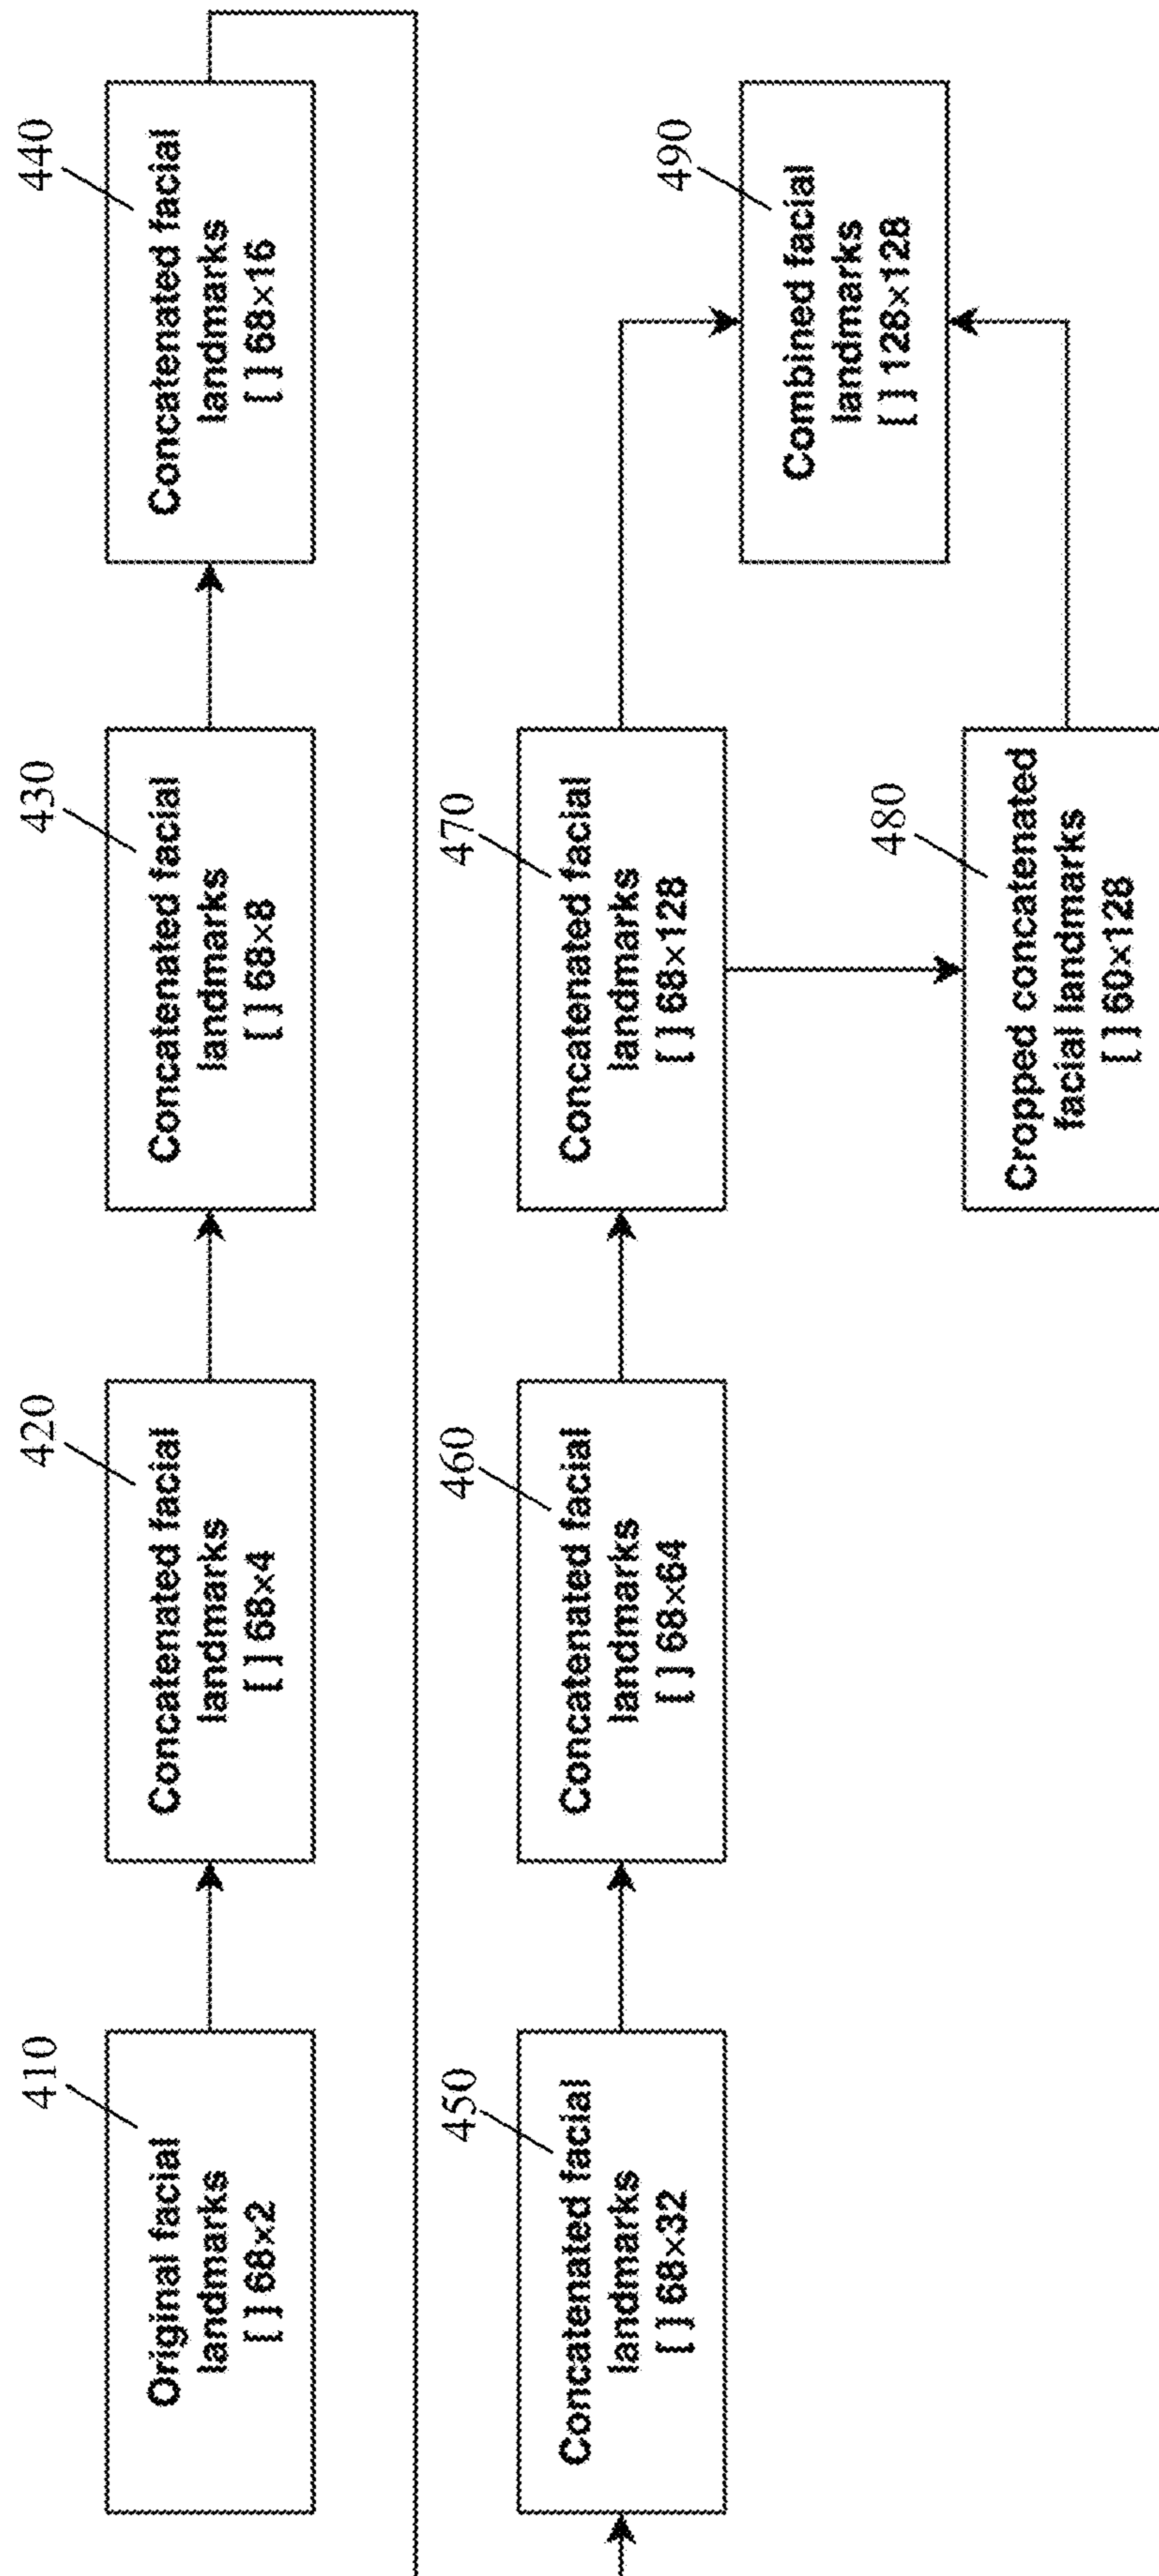 410
Original facial
landmarks
[ ] 68×2
420
Concatenated facial
landmarks
[ ] 68×4
430
Concatenated facial
landmarks
[ ] 68×8
440
Concatenated facial
landmarks
[ ] 68×16
450
Concatenated facial
landmarks
[ ] 68×32
460
Concatenated facial
landmarks
[ ] 68×64
470
Concatenated facial
landmarks
[ ] 68×128
480
Cropped concatenated
facial landmarks
[ ] 60×128
490
Combined facial
landmarks
[ ] 128×128